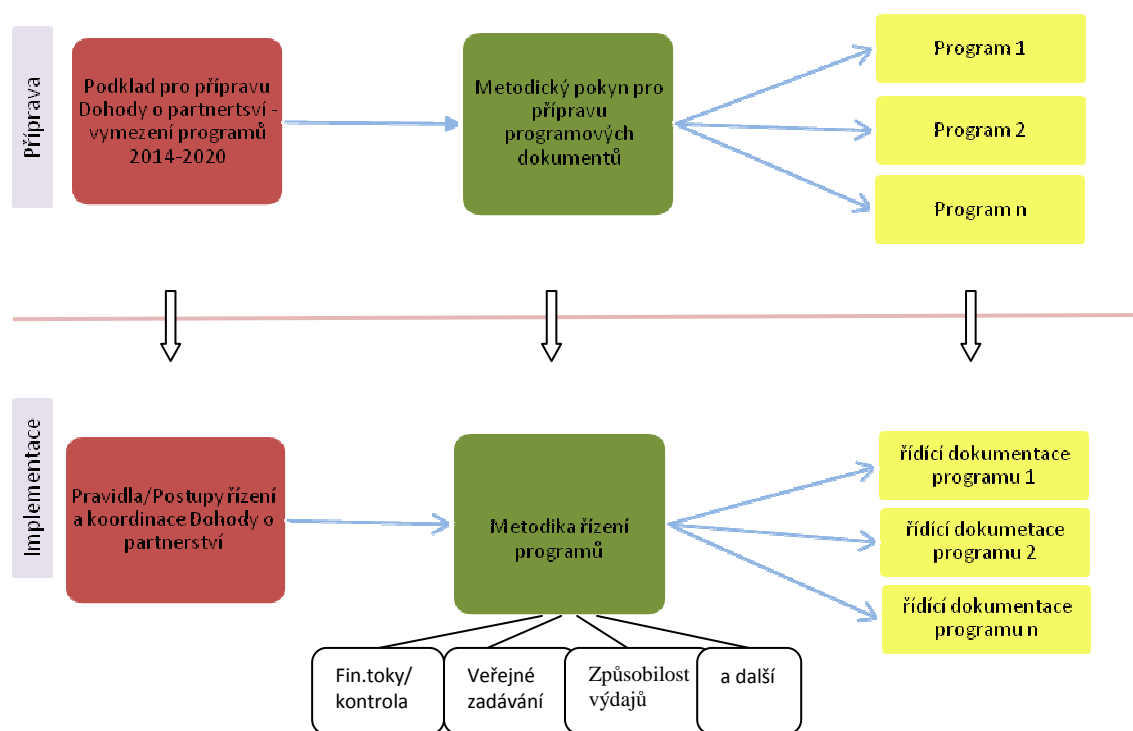 Příprava
Podklad pro přípravu
Dohody o partnertsví -
vymezení programů
2014-2020
Metodický pokyn pro
přípravu
programových
dokumentů
Program 1
Program 2
Program n
Implementace
Pravidla/Postupy řízení
a koordinace Dohody o
partnerství
Metodika řízení
programů
řídící dokumentace
programu 1
řídící dokumetace
programu 2
řídící dokumentace
programu n
Fin.toky/
kontrola
Veřejné
zadávání
Způsobilost
výdajů
a další